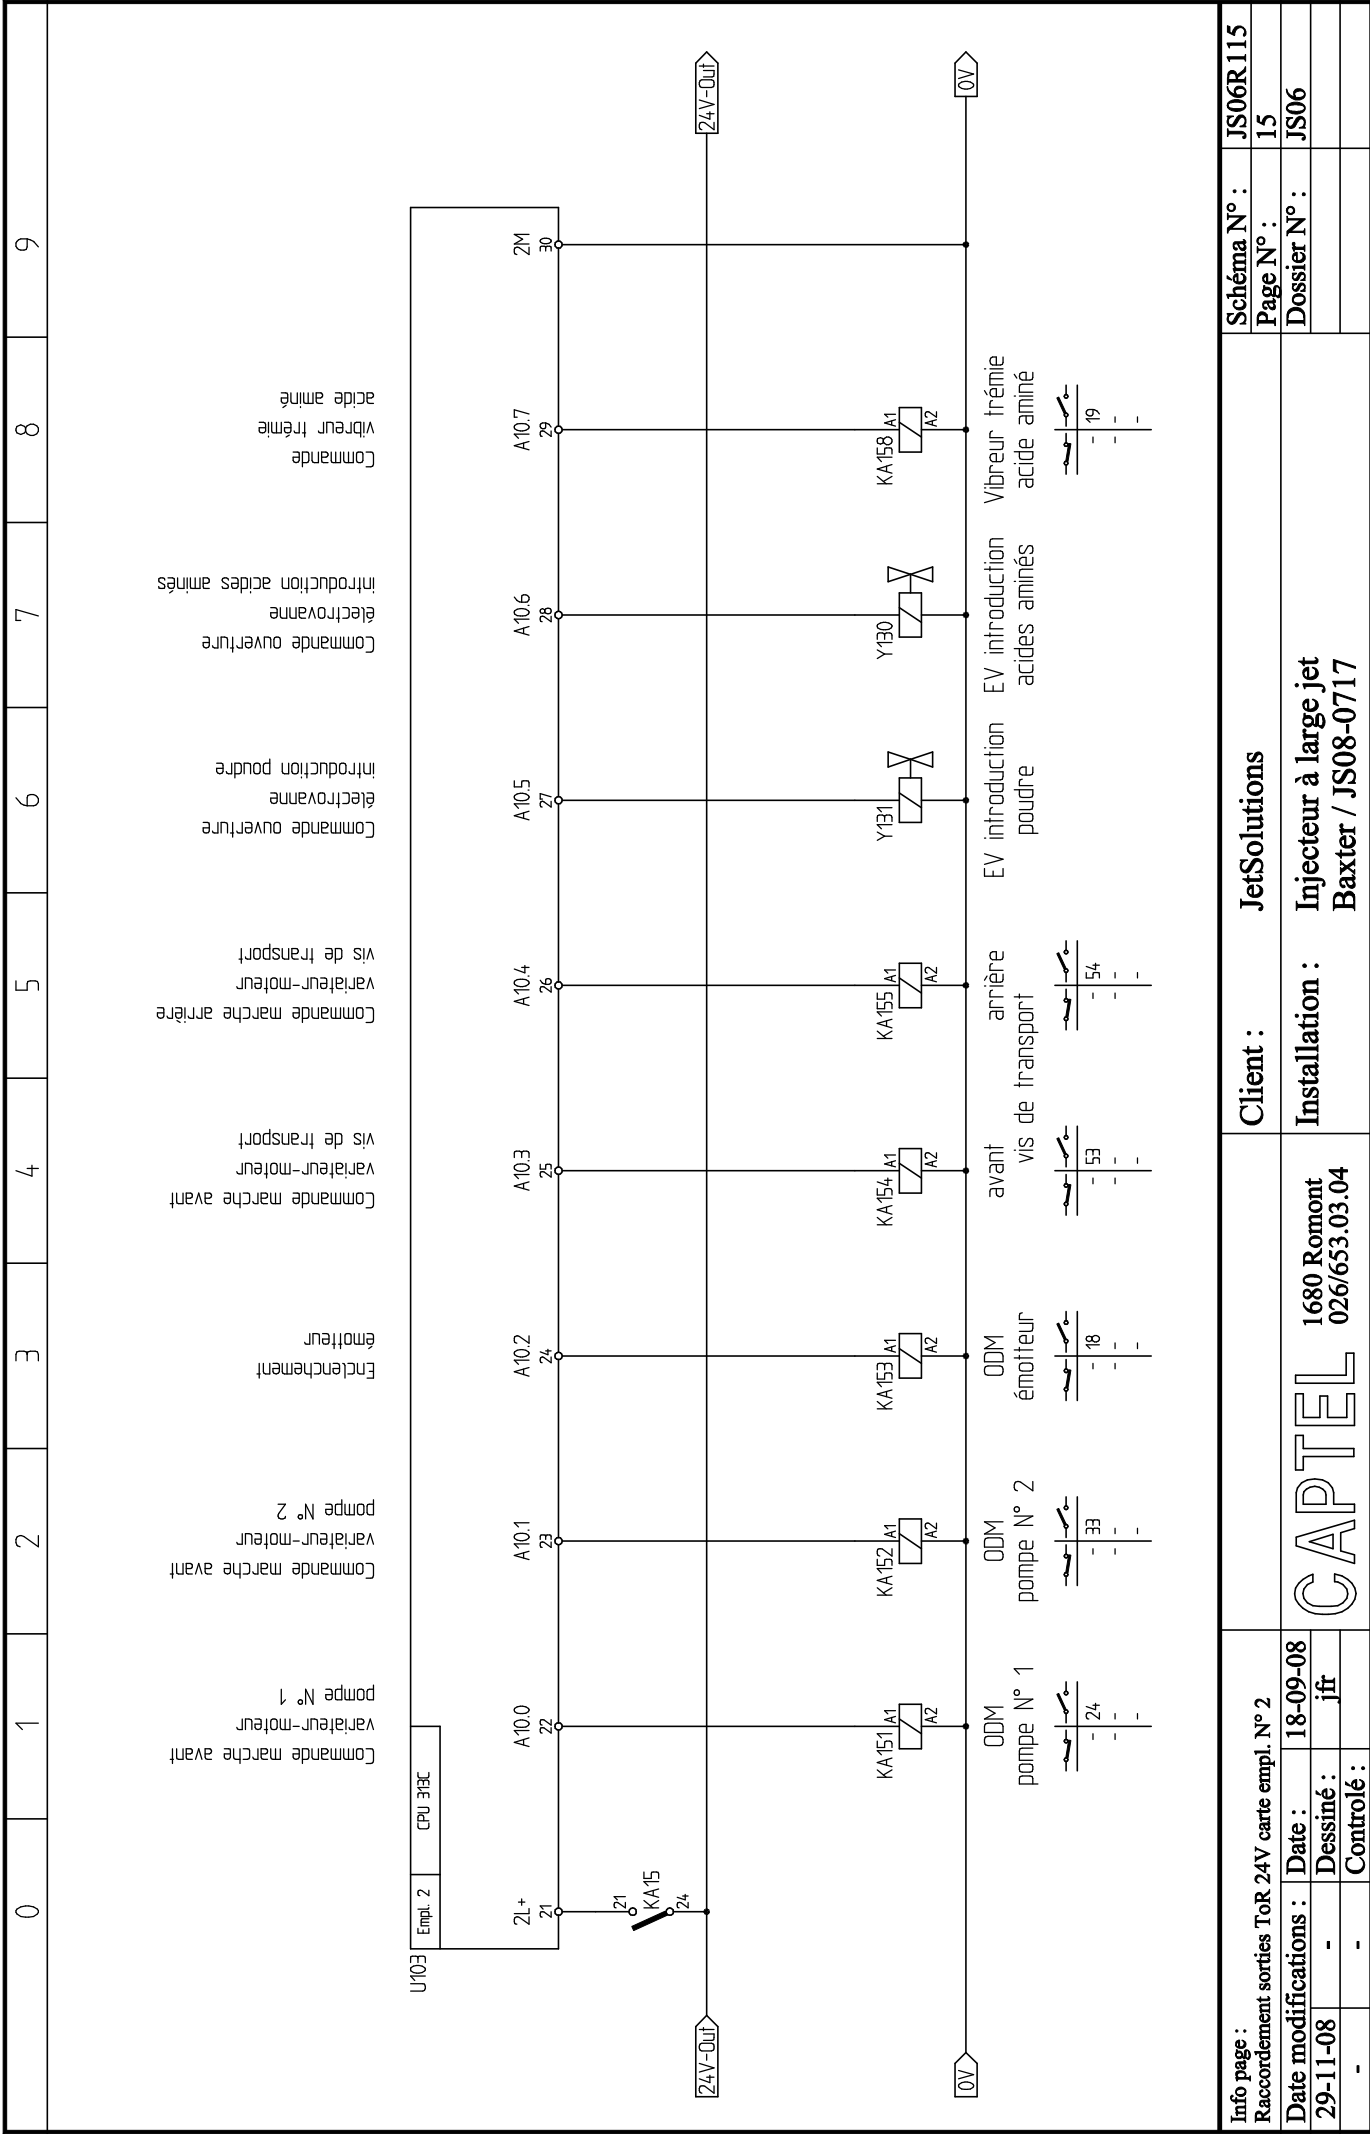 0 1 2 3 4 5 6 7 8 9
Commande marche avant
variateur-moteur
pompe N° 1
Commande marche avant
variateur-moteur
pompe N° 2
Enclenchement
émotteur
Commande marche avant
variateur-moteur
vis de transport
Commande marche arrière
variateur-moteur
vis de transport
Commande ouverture
électrovanne
introduction poudre
Commande ouverture
électrovanne
introduction acides aminés
Commande
vibreur trémie
acide aminé
U103
Empl. 2 CPU 313C
2L+ A10.0 A10.1 A10.2 A10.3 A10.4 A10.5 A10.6 A10.7 2M
21 22 23 24 25 26 27 28 29 30
21
KA15
24
24V-Out 24V-Out
KA151 A1 A2
KA152 A1 A2
KA153 A1 A2
KA154 A1 A2
KA155 A1 A2
Y131
Y130
KA158 A1 A2
0V 0V
ODM
pompe N° 1
ODM
pompe N° 2
ODM
émotteur
avant arrière
vis de transport
EV introduction
poudre
EV introduction
acides aminés
Vibreur trémie
acide aminé
- 24
- -
- -
- 33
- -
- -
- 18
- -
- -
- 53
- -
- -
- 54
- -
- -
- 19
- -
- -
Info page :
Raccordement sorties ToR 24V carte empl. N° 2
Date modifications : Date : 18-09-08
29-11-08 - Dessiné : jfr
- - Controlé :
CAPTEL
1680 Romont
026/653.03.04
Client : JetSolutions
Installation : Injecteur à large jet
Baxter / JS08-0717
Schéma N° : JS06R115
Page N° : 15
Dossier N° : JS06